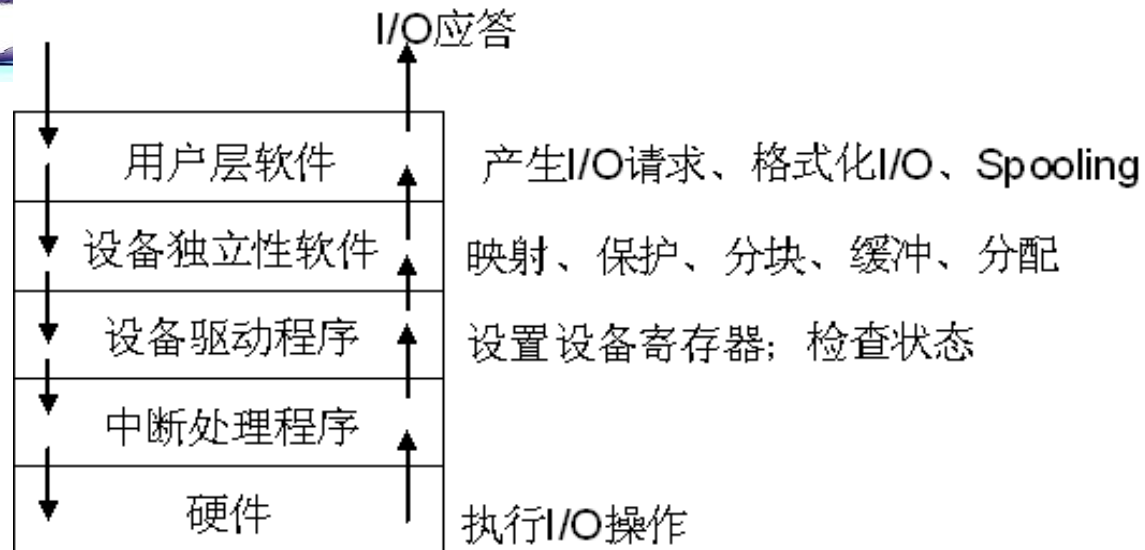 I/O应答
用户层软件 产生I/O请求、格式化I/O、Spooling
设备独立性软件 映射、保护、分块、缓冲、分配
设备驱动程序 设置设备寄存器；检查状态
中断处理程序
硬件 执行I/O操作